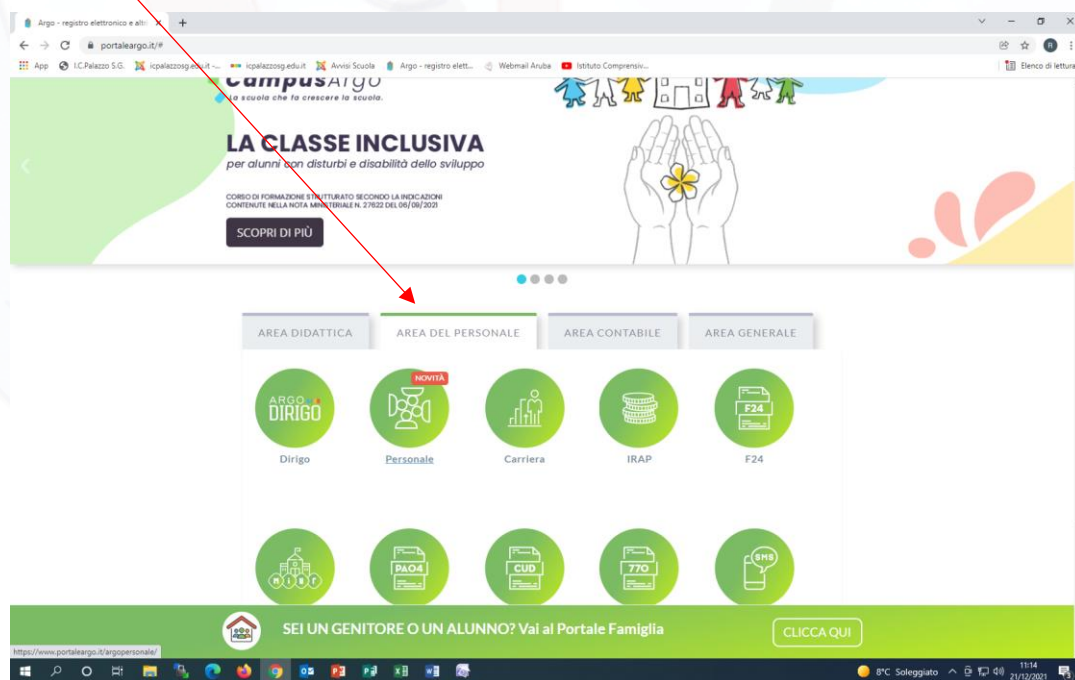 Argo - registro elettronico e altr
portaleargo.it/#
R
App I.C.Palazzo S.G. icpalazzosg.edu.it -... icpalazzosg.edu.it Avvisi Scuola Argo - registro elett... Webmail Aruba Istituto Comprensiv... Elenco di lettura
CampusArgo
La scuola che fa crescere la scuola.
LA CLASSE INCLUSIVA
per alunni con disturbi e disabilità dello sviluppo
CORSO DI FORMAZIONE STRUTTURATO SECONDO LA INDICAZIONI
CONTENUTE NELLA NOTA MINISTERIALE N. 27622 DEL 06/09/2021
SCOPRI DI PIÙ
AREA DIDATTICA AREA DEL PERSONALE AREA CONTABILE AREA GENERALE
NOVITÀ
ARGO
DIRIGO
F24
Dirigo Personale Carriera IRAP F24
MIUR PA04 CUD 770 SMS
SEI UN GENITORE O UN ALUNNO? Vai al Portale Famiglia
CLICCA QUI
https://www.portaleargo.it/argopersonale/
8°C Soleggiato
11:14
21/12/2021